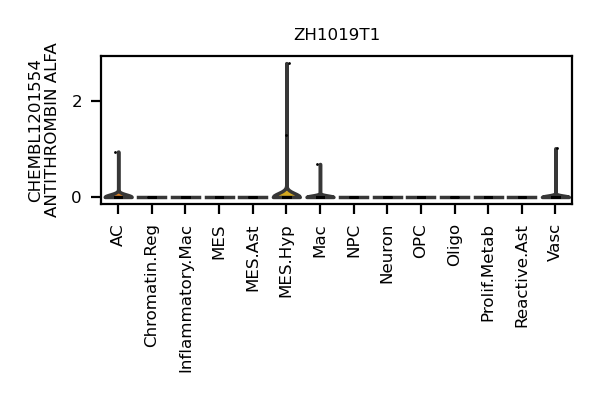 ZH1019T1
CHEMBL1201554
ANTITHROMBIN ALFA
2
0
AC
Chromatin.Reg
Inflammatory.Mac
MES
MES.Ast
MES.Hyp
Mac
NPC
Neuron
OPC
Oligo
Prolif.Metab
Reactive.Ast
Vasc